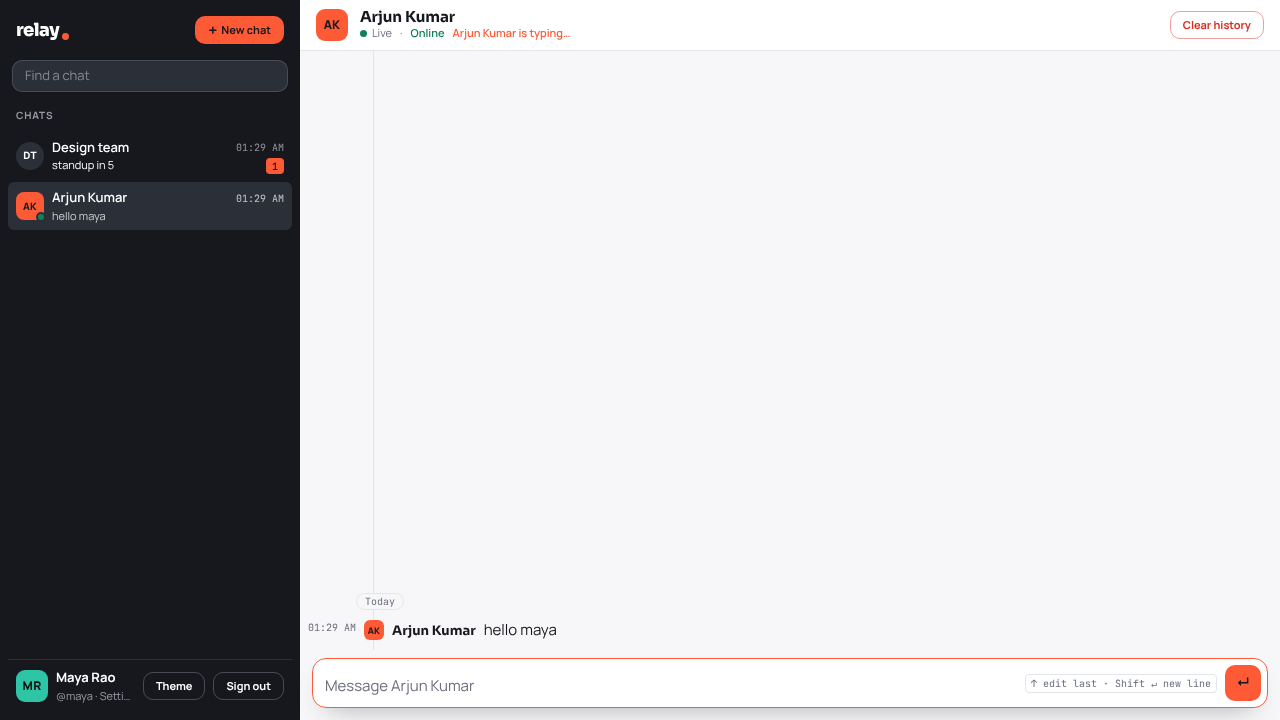 relay.
+ New chat
Find a chat
CHATS
DT
Design team
01:29 AM
standup in 5
1
AK
Arjun Kumar
01:29 AM
hello maya
MR
Maya Rao
@maya · Setti…
Theme
Sign out
AK
Arjun Kumar
Live · Online Arjun Kumar is typing…
Clear history
Today
01:29 AM AK Arjun Kumar hello maya
Message Arjun Kumar
↑ edit last · Shift ↵ new line
↵